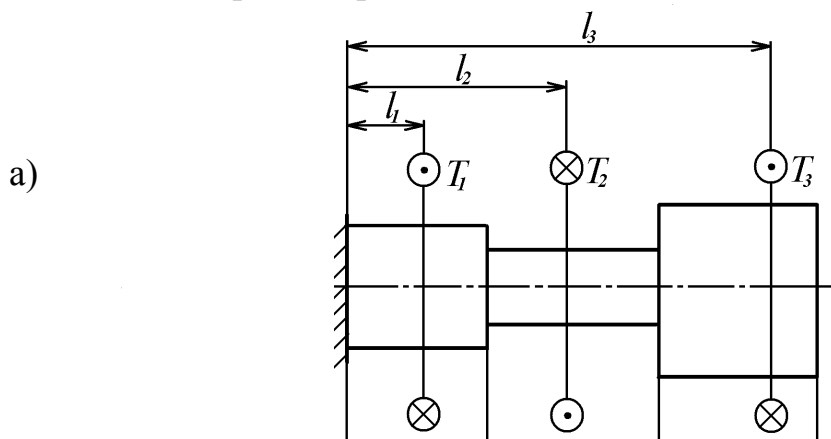 l₃
l₂
l₁
а)
T₁ T₂ T₃